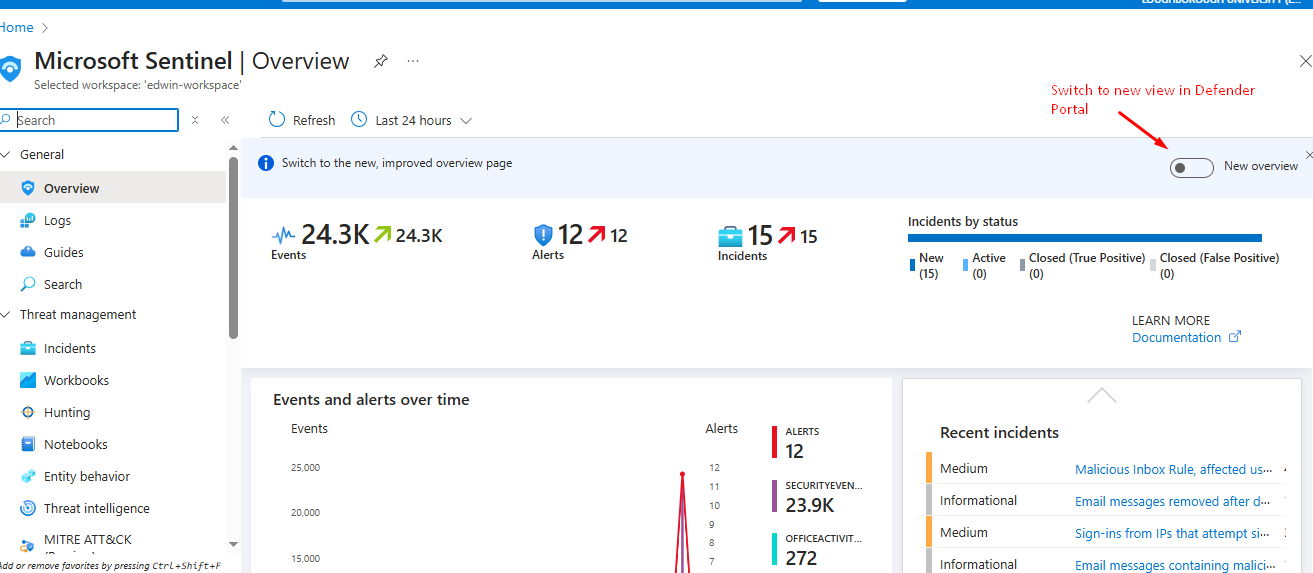 LOUGHBOROUGH UNIVERSITY (L...
Home
Microsoft Sentinel | Overview
Selected workspace: 'edwin-workspace'
Switch to new view in Defender
Portal
Search
Refresh
Last 24 hours
General
Overview
Logs
Guides
Search
Threat management
Incidents
Workbooks
Hunting
Notebooks
Entity behavior
Threat intelligence
MITRE ATT&CK
Add or remove favorites by pressing Ctrl+Shift+F
Switch to the new, improved overview page
New overview
24.3K 24.3K
Events
12 12
Alerts
15 15
Incidents
Incidents by status
New
(15)
Active
(0)
Closed (True Positive)
(0)
Closed (False Positive)
(0)
LEARN MORE
Documentation
Events and alerts over time
Events
Alerts
25,000
20,000
15,000
12
11
10
9
8
7
ALERTS
12
SECURITYEVEN...
23.9K
OFFICEACTIVIT...
272
Recent incidents
Medium Malicious Inbox Rule, affected us...
Informational Email messages removed after d...
Medium Sign-ins from IPs that attempt si...
Informational Email messages containing malici...